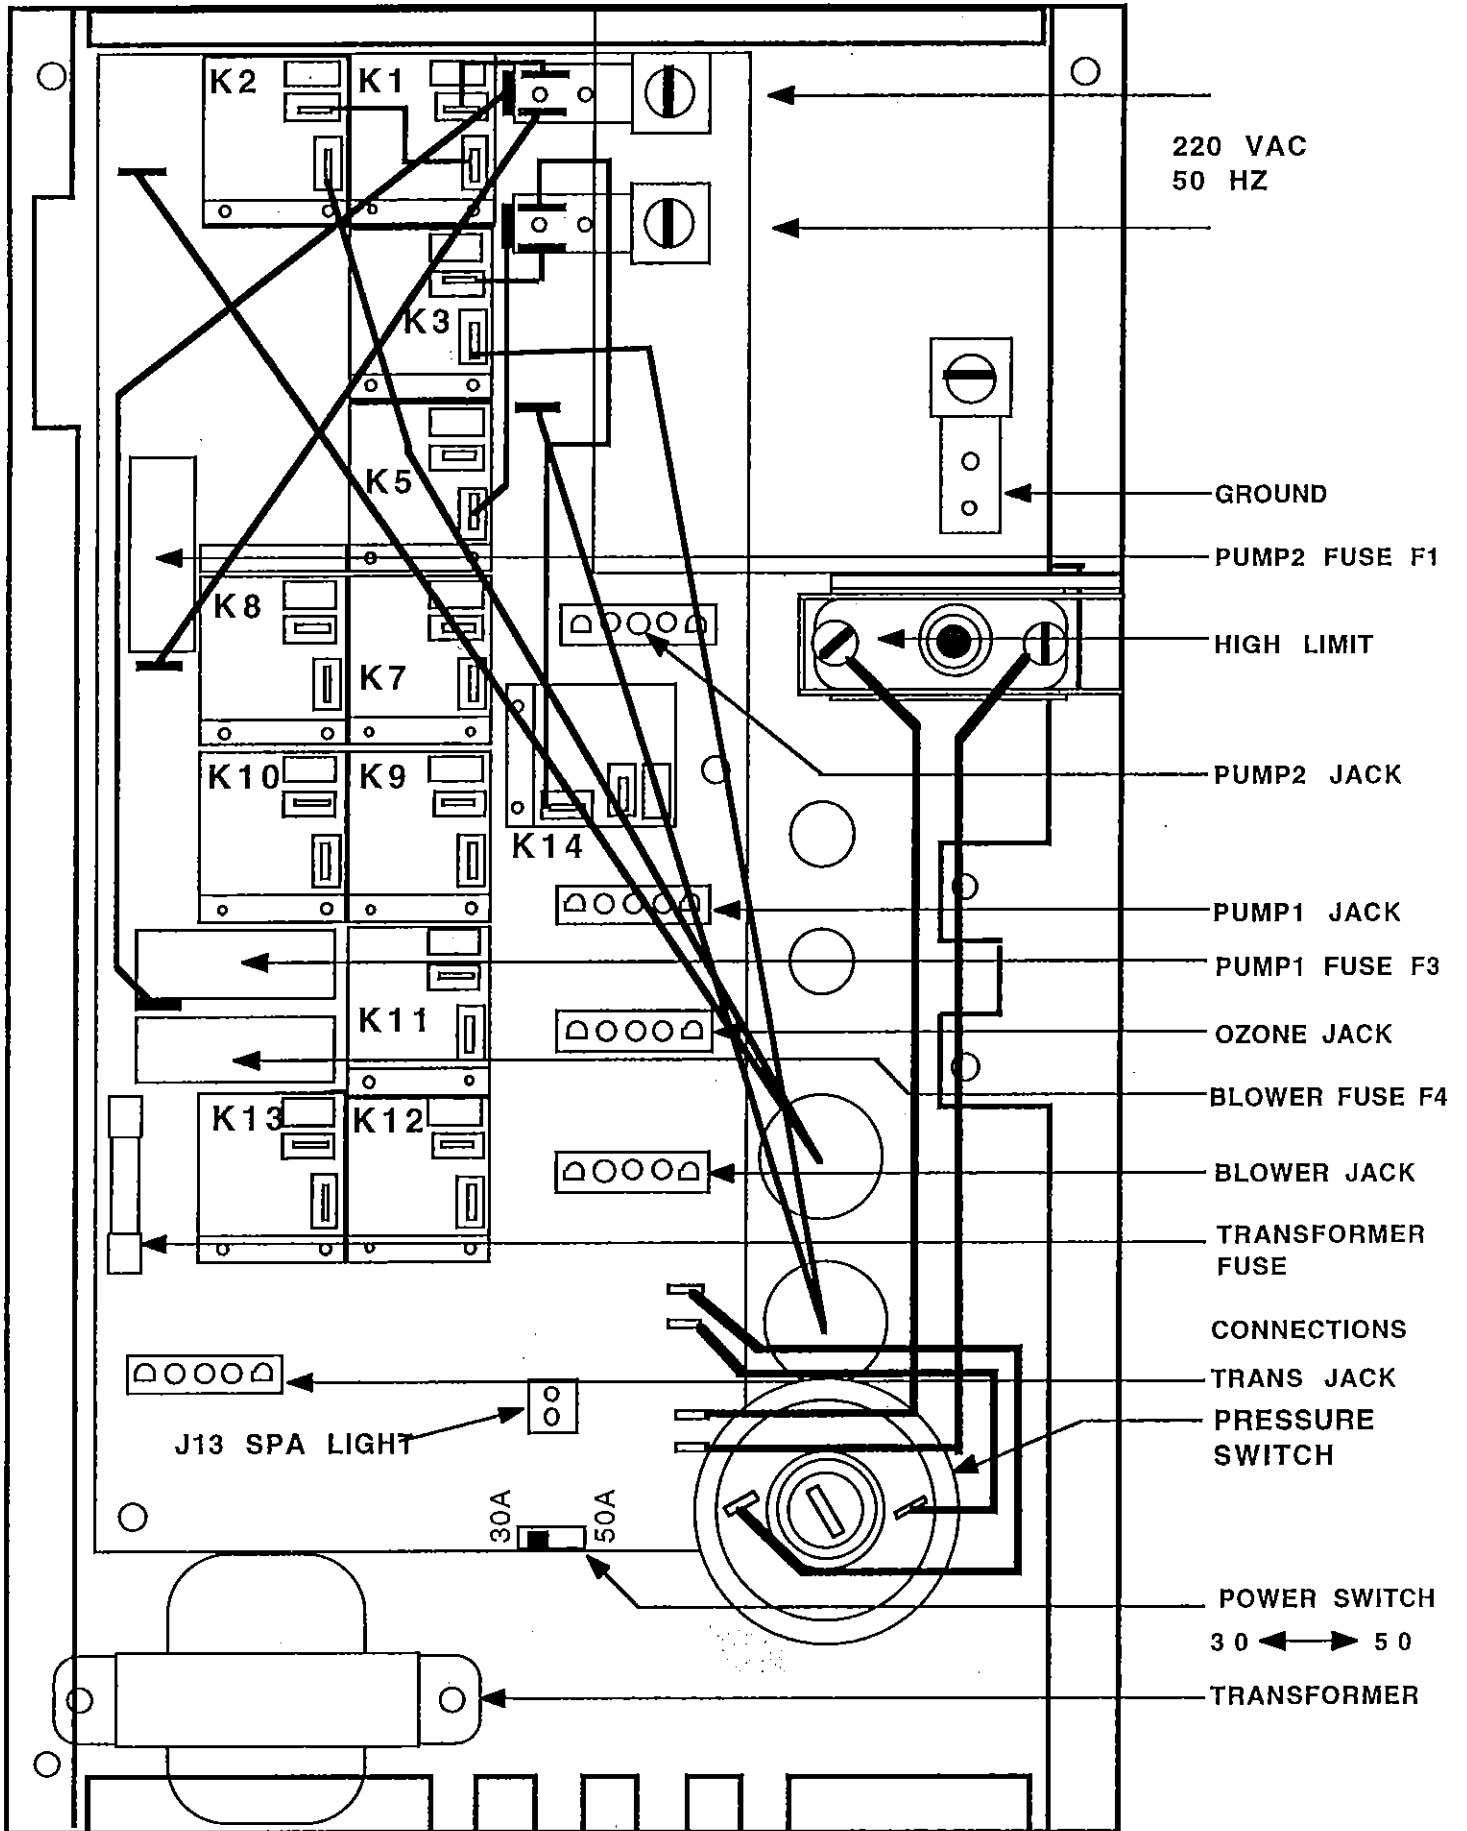 K2
K1
220 VAC
50 HZ
K3
K5
GROUND
PUMP2 FUSE F1
K8
HIGH LIMIT
K7
K10
K9
PUMP2 JACK
K14
PUMP1 JACK
PUMP1 FUSE F3
K11
OZONE JACK
BLOWER FUSE F4
K13
K12
BLOWER JACK
TRANSFORMER
FUSE
CONNECTIONS
TRANS JACK
PRESSURE
SWITCH
J13 SPA LIGHT
30A
50A
POWER SWITCH
30 50
TRANSFORMER